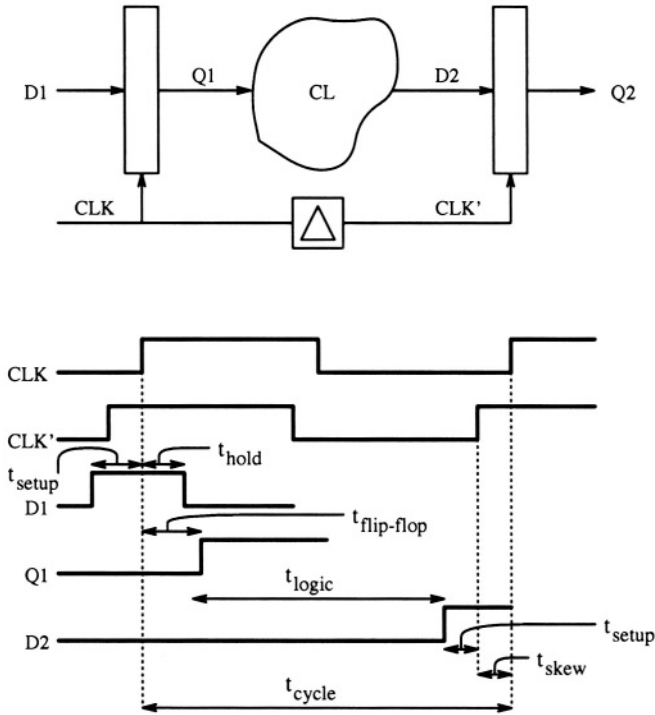 D1
Q1
CL
D2
Q2
CLK
CLK'
CLK
CLK'
t_setup
t_hold
D1
t_flip-flop
Q1
t_logic
D2
t_setup
t_skew
t_cycle